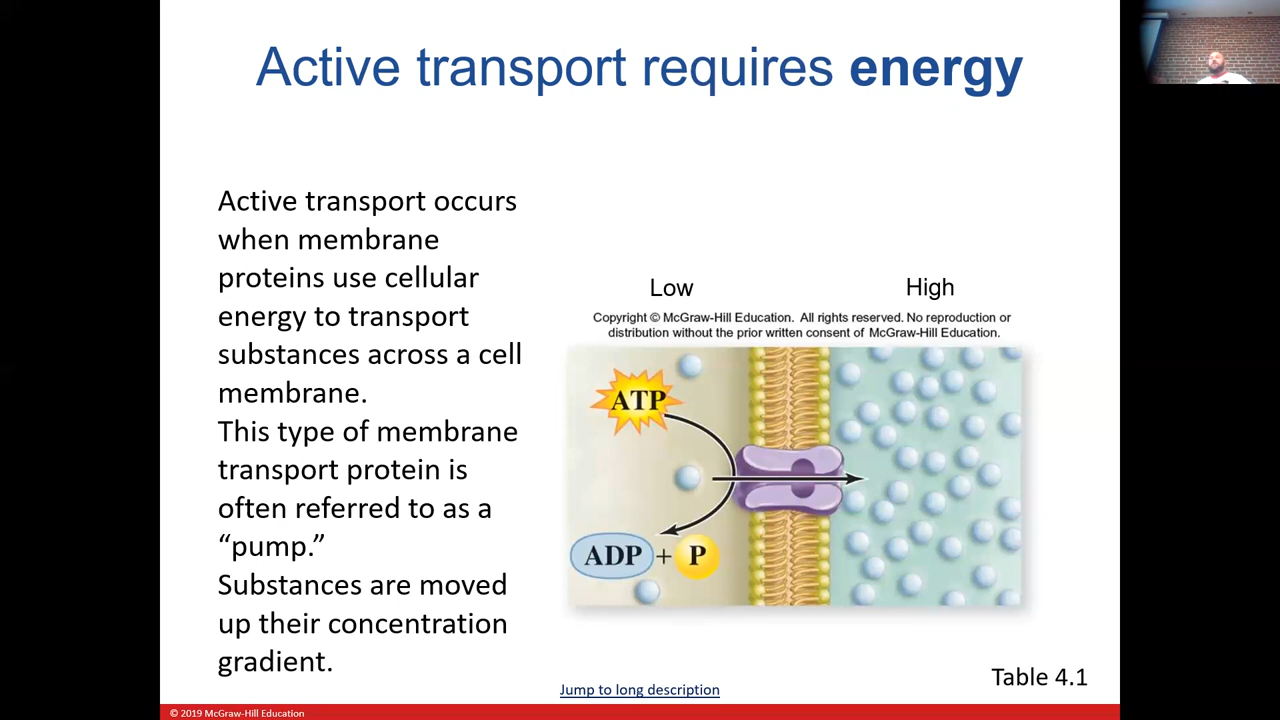 Active transport requires energy
Active transport occurs
when membrane
proteins use cellular
energy to transport
substances across a cell
membrane.
This type of membrane
transport protein is
often referred to as a
“pump.”
Substances are moved
up their concentration
gradient.
Low High
Copyright © McGraw-Hill Education. All rights reserved. No reproduction or
distribution without the prior written consent of McGraw-Hill Education.
ATP
ADP + P
Table 4.1
Jump to long description
© 2019 McGraw-Hill Education